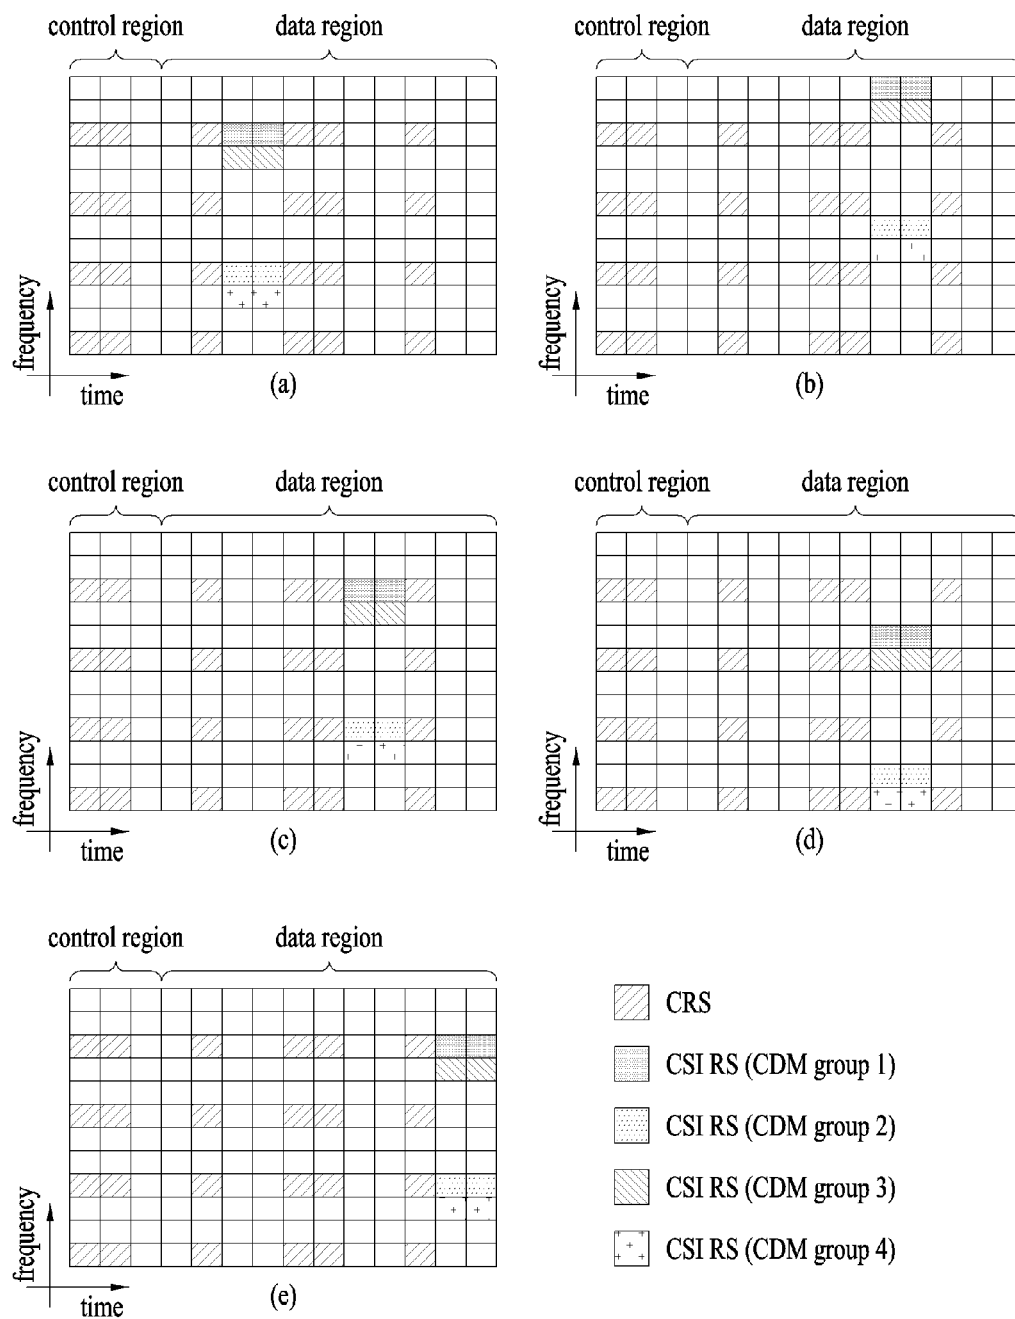 control region
data region
frequency
time
(a)
control region
data region
frequency
time
(b)
control region
data region
frequency
time
(c)
control region
data region
frequency
time
(d)
control region
data region
frequency
time
(e)
CRS
CSI RS (CDM group 1)
CSI RS (CDM group 2)
CSI RS (CDM group 3)
CSI RS (CDM group 4)